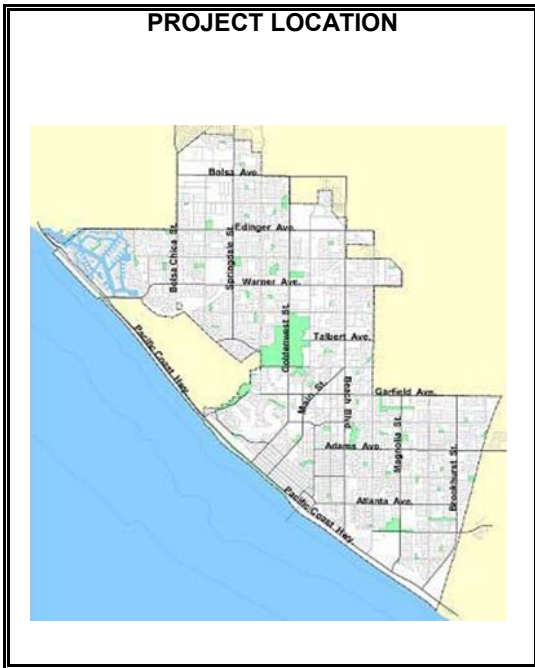 PROJECT LOCATION
Bolsa Ave.
Edinger Ave.
Bolsa Chica St.
Springdale St.
Warner Ave.
Goldenwest St.
Talbert Ave.
Pacific Coast Hwy.
Main St.
Beach Blvd
Garfield Ave.
Magnolia St.
Adams Ave.
Brookhurst St.
Atlanta Ave.
Pacific Coast Hwy.